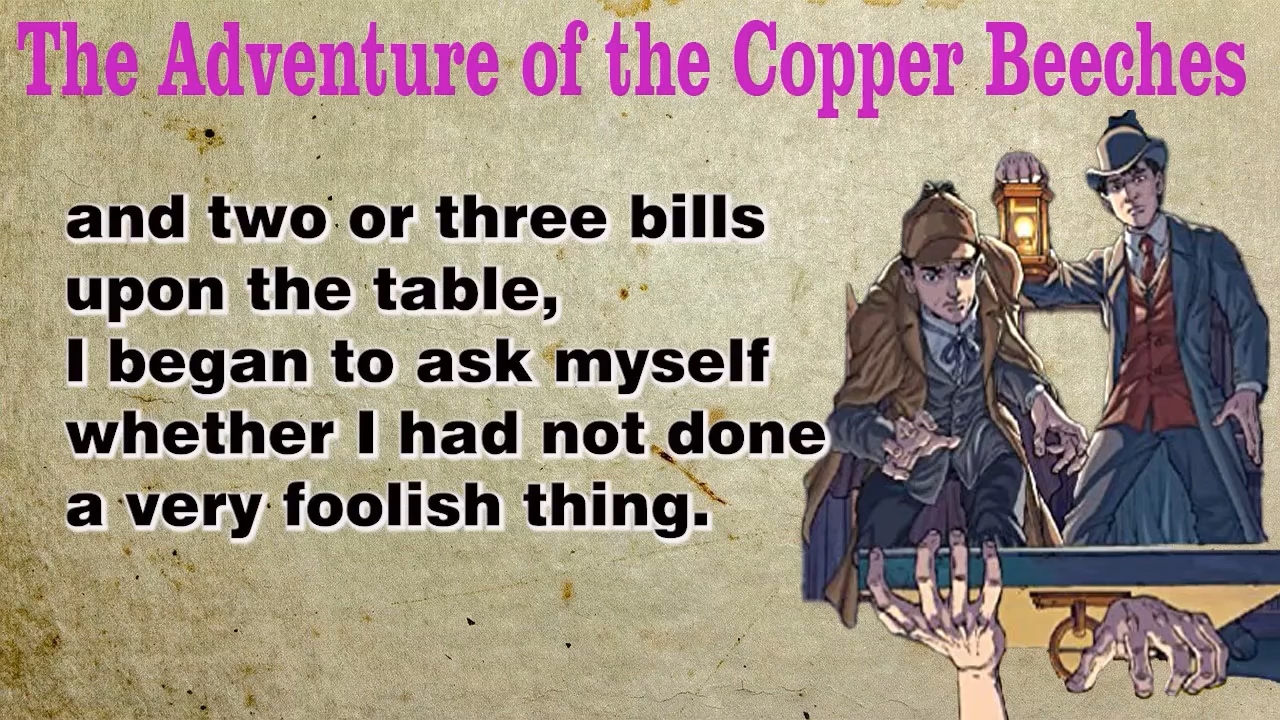 The Adventure of the Copper Beeches
and two or three bills
upon the table,
I began to ask myself
whether I had not done
a very foolish thing.